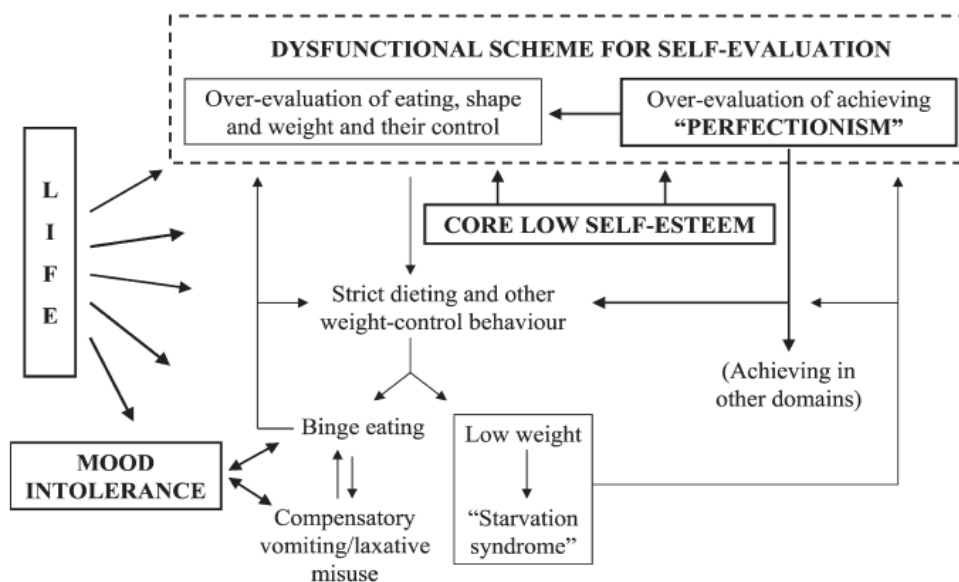 DYSFUNCTIONAL SCHEME FOR SELF-EVALUATION
Over-evaluation of eating, shape
and weight and their control
Over-evaluation of achieving
“PERFECTIONISM”
L
I
F
E
CORE LOW SELF-ESTEEM
Strict dieting and other
weight-control behaviour
(Achieving in
other domains)
Binge eating
Low weight
MOOD
INTOLERANCE
Compensatory
vomiting/laxative
misuse
“Starvation
syndrome”